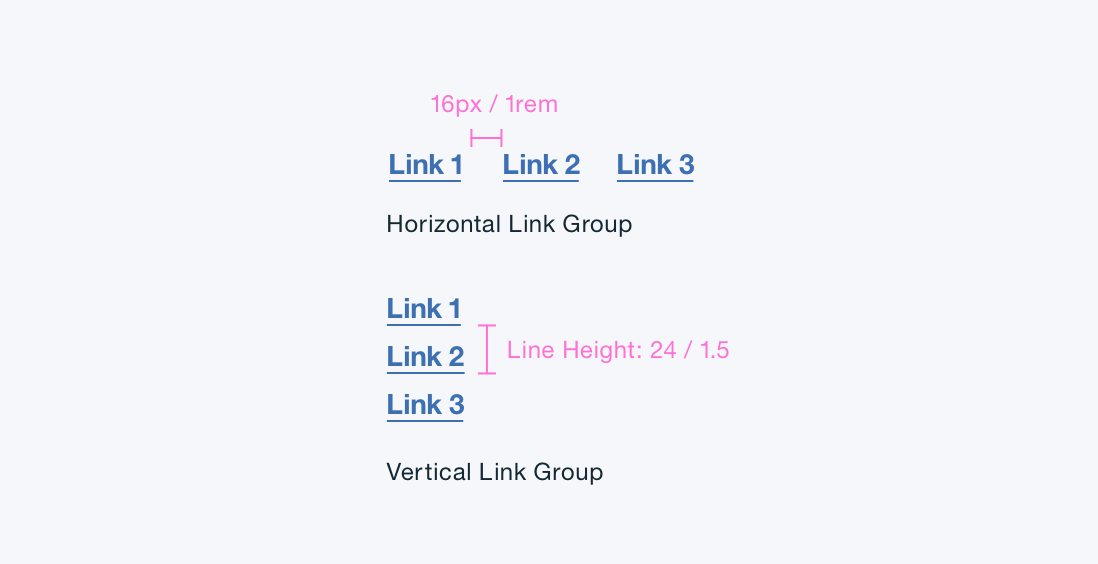 16px / 1rem
Link 1 Link 2 Link 3
Horizontal Link Group
Link 1
Link 2
Line Height: 24 / 1.5
Link 3
Vertical Link Group